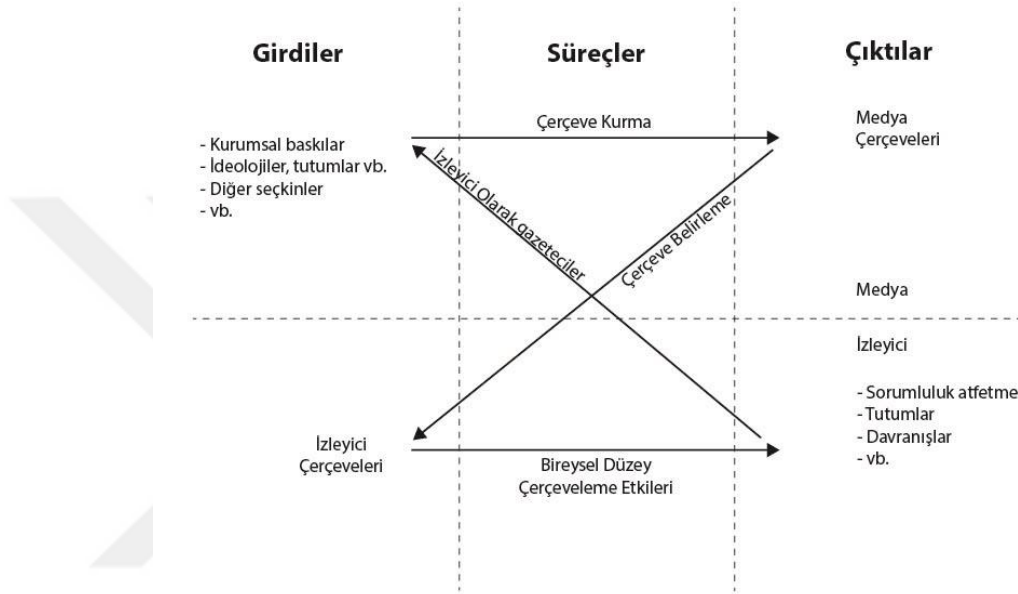 Girdiler
Süreçler
Çıktılar
- Kurumsal baskılar
- İdeolojiler, tutumlar vb.
- Diğer seçkinler
- vb.
Çerçeve Kurma
Medya
Çerçeveleri
İzleyici Olarak gazeteciler
Çerçeve Belirleme
Medya
İzleyici
- Sorumluluk atfetme
- Tutumlar
- Davranışlar
- vb.
İzleyici
Çerçeveleri
Bireysel Düzey
Çerçeveleme Etkileri